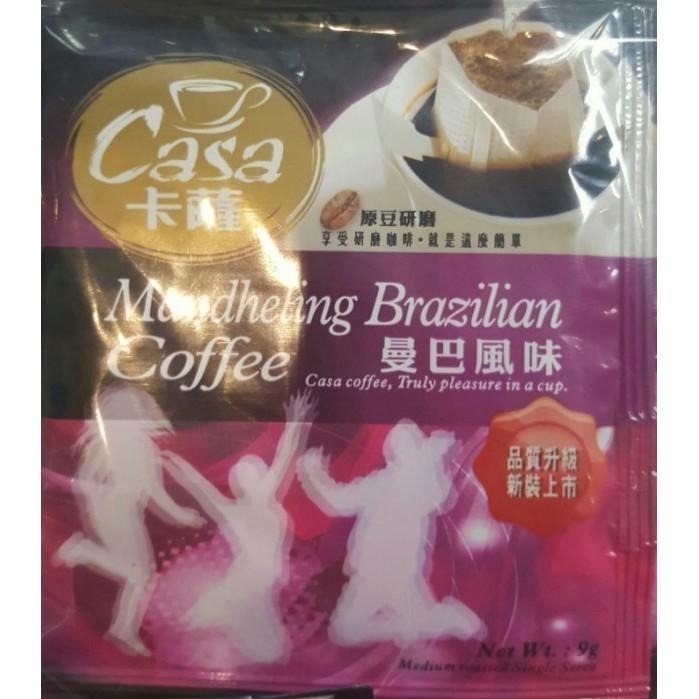 Casa
卡薩
原豆研磨
享受研磨咖啡・就是這麼簡單
Mandheling Brazilian
Coffee 曼巴風味
Casa coffee, Truly pleasure in a cup.
品質升級
新裝上市
Net Wt. : 9g
Medium roasted Single Serve